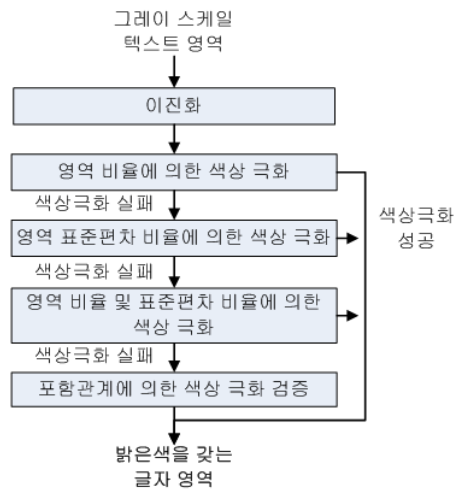 그레이 스케일
텍스트 영역
이진화
영역 비율에 의한 색상 극화
색상극화 실패
색상극화
성공
영역 표준편차 비율에 의한 색상 극화
색상극화 실패
영역 비율 및 표준편차 비율에 의한
색상 극화
색상극화 실패
포함관계에 의한 색상 극화 검증
밝은색을 갖는
글자 영역